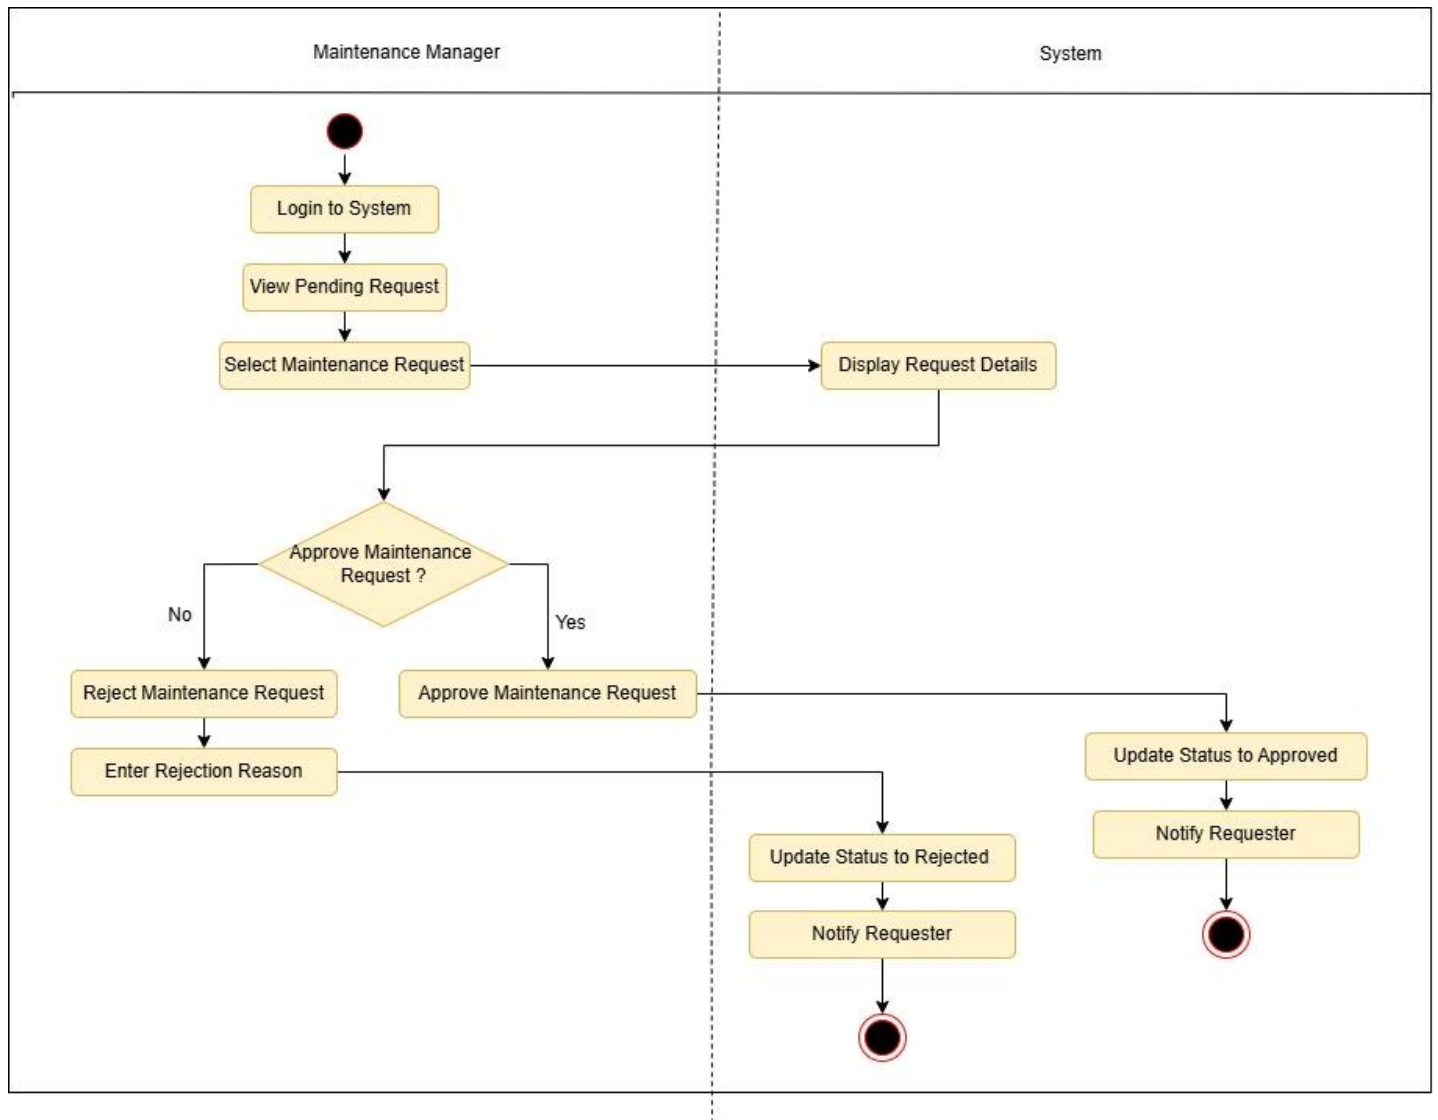 Maintenance Manager
System
Login to System
View Pending Request
Select Maintenance Request
Display Request Details
Approve Maintenance
Request ?
No
Yes
Reject Maintenance Request
Approve Maintenance Request
Enter Rejection Reason
Update Status to Approved
Notify Requester
Update Status to Rejected
Notify Requester